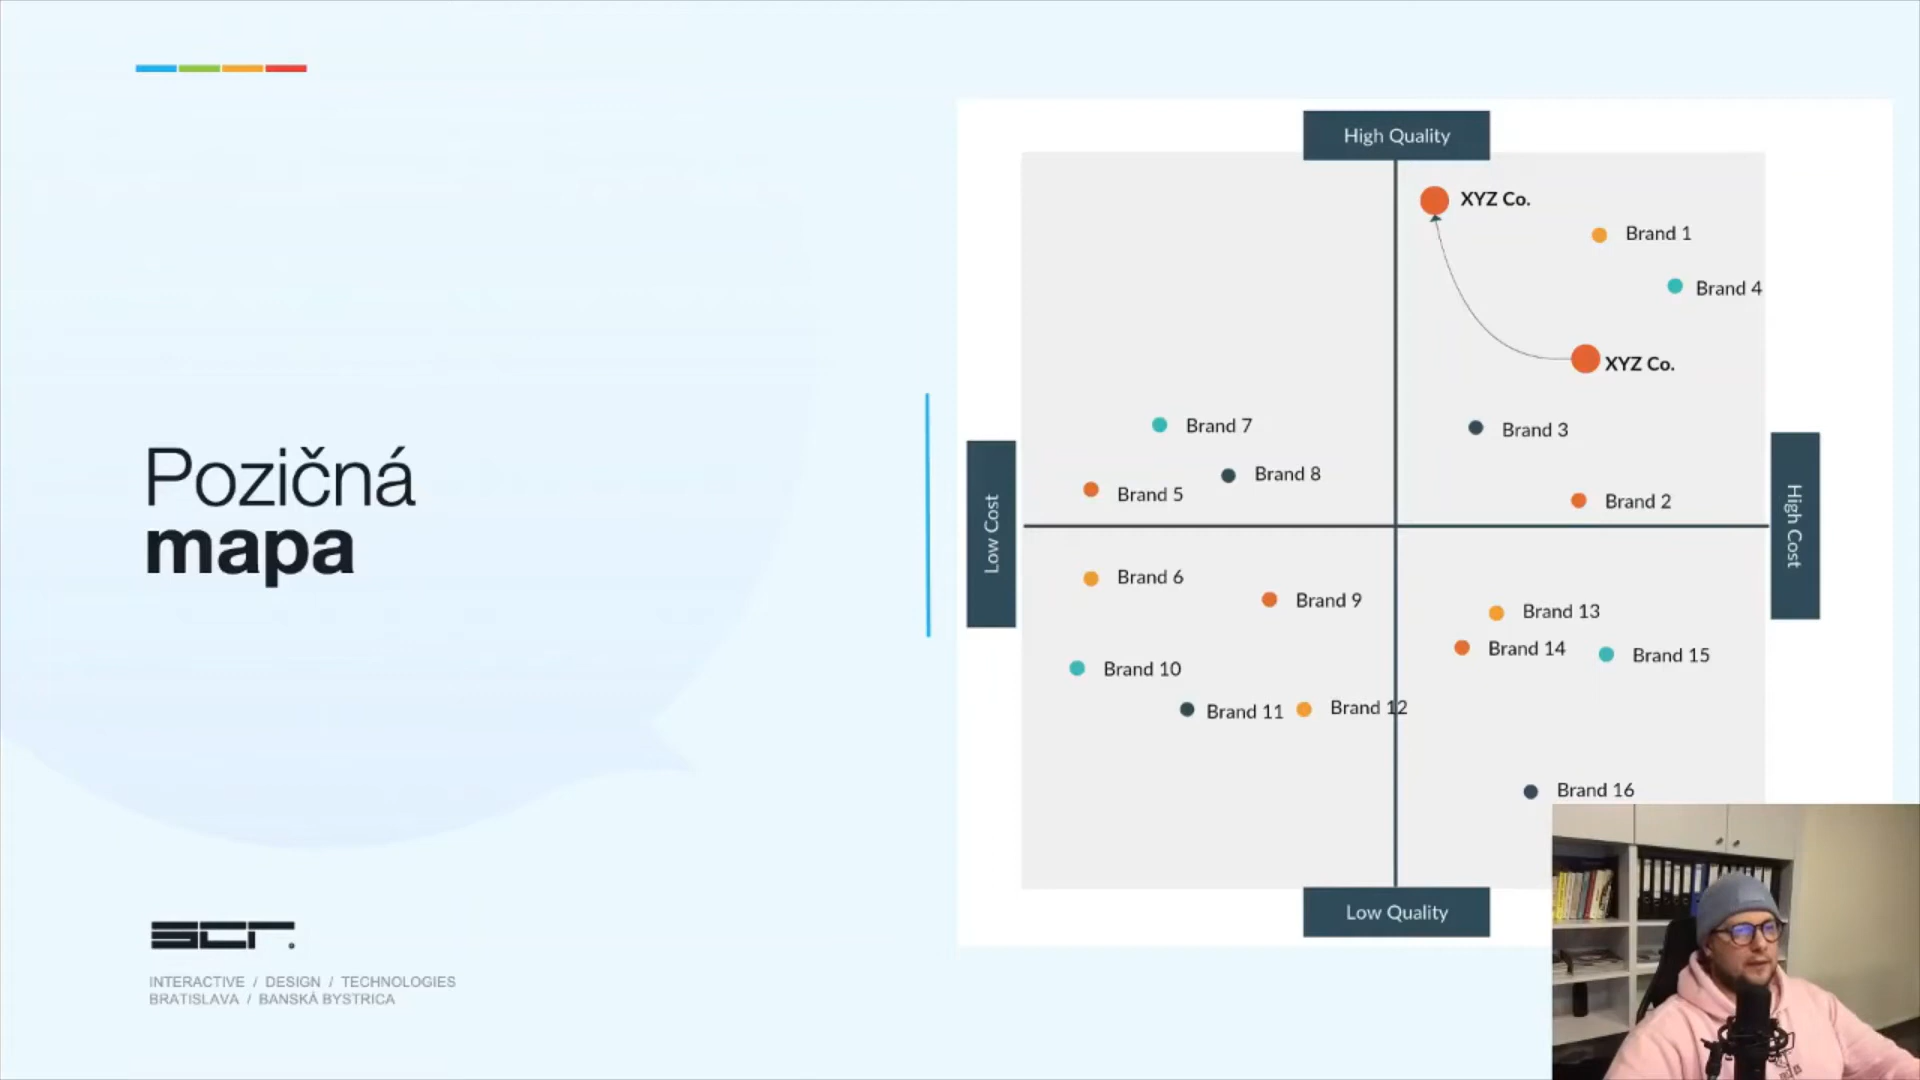 Pozičná
mapa
scr.
INTERACTIVE / DESIGN / TECHNOLOGIES
BRATISLAVA / BANSKÁ BYSTRICA
High Quality
XYZ Co.
Brand 1
Brand 4
XYZ Co.
Brand 7
Brand 3
Brand 8
Brand 5
Brand 2
Low Cost
High Cost
Brand 6
Brand 9
Brand 13
Brand 14
Brand 15
Brand 10
Brand 11
Brand 12
Brand 16
Low Quality